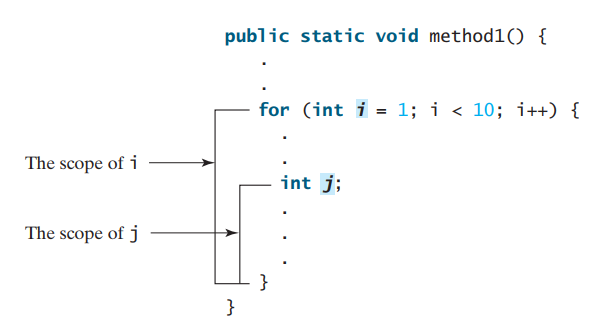 public static void method1() {
.
.
for (int i = 1; i < 10; i++) {
.
.
The scope of i
int j;
.
The scope of j
.
.
}
}